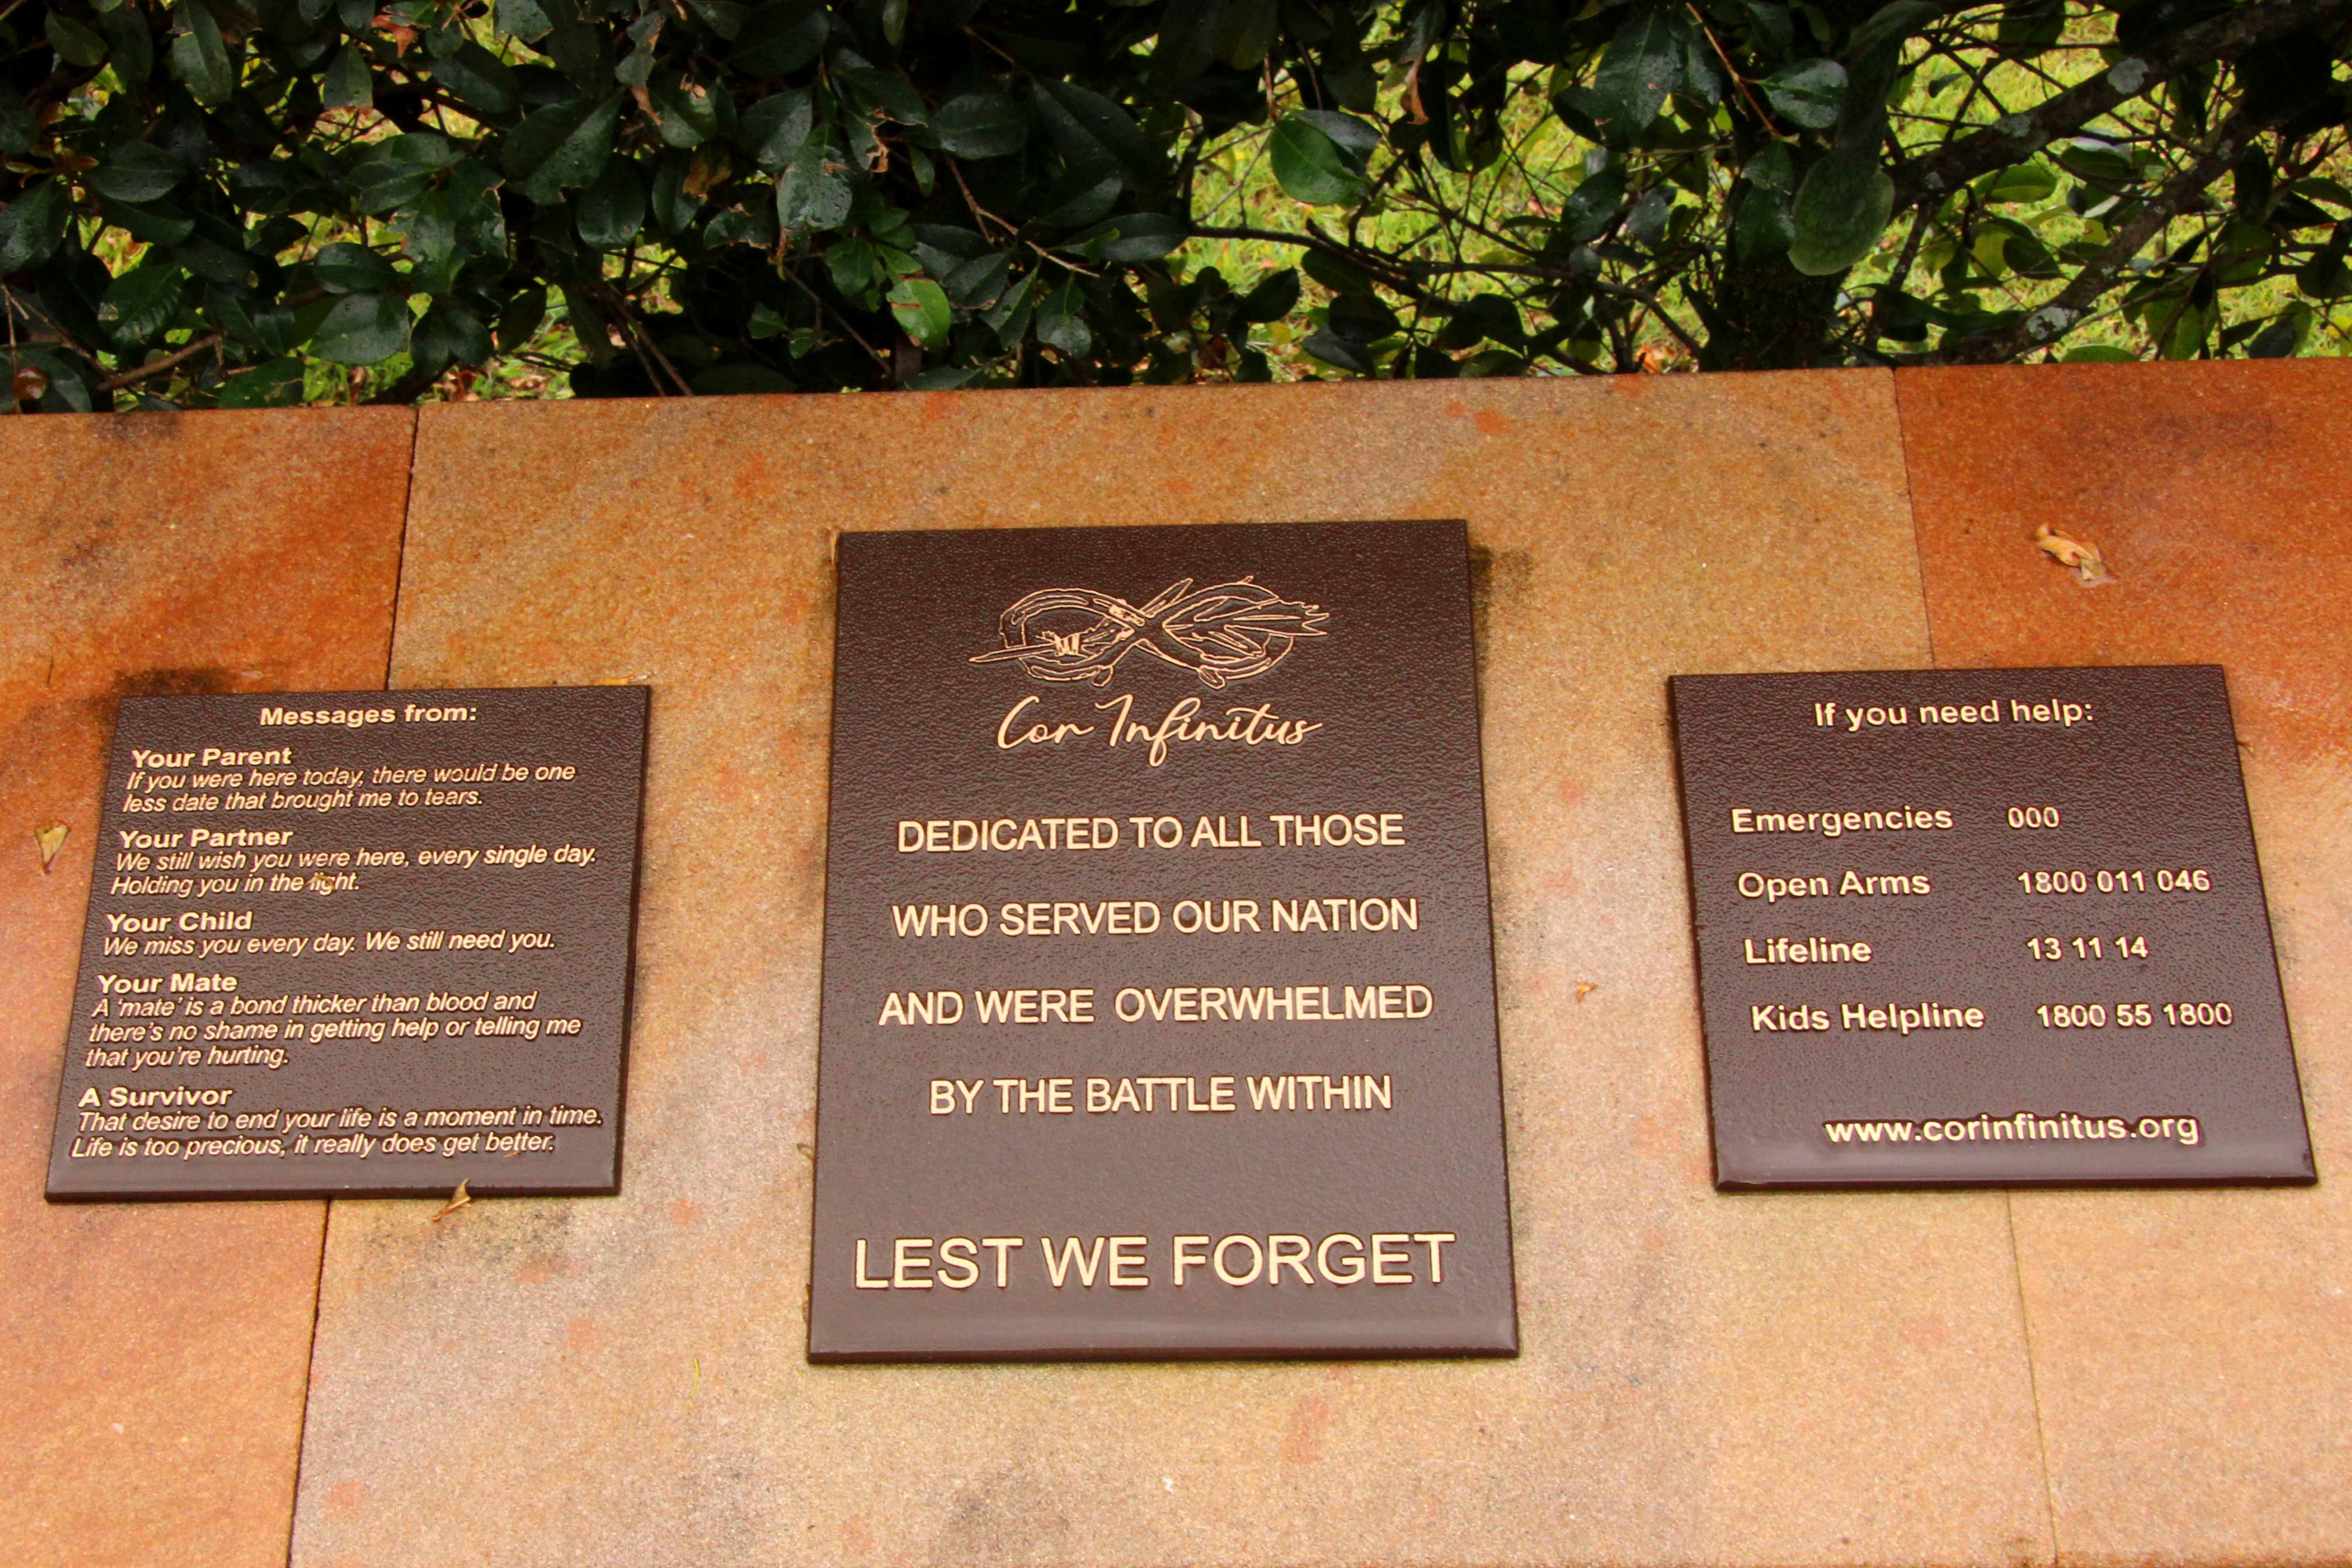 Messages from:
Your Parent
If you were here today, there would be one
less date that brought me to tears.
Your Partner
We still wish you were here, every single day.
Holding you in the light.
Your Child
We miss you every day. We still need you.
Your Mate
A 'mate' is a bond thicker than blood and
there's no shame in getting help or telling me
that you're hurting.
A Survivor
That desire to end your life is a moment in time.
Life is too precious, it really does get better.
Cor Infinitus
DEDICATED TO ALL THOSE
WHO SERVED OUR NATION
AND WERE OVERWHELMED
BY THE BATTLE WITHIN
LEST WE FORGET
If you need help:
Emergencies 000
Open Arms 1800 011 046
Lifeline 13 11 14
Kids Helpline 1800 55 1800
www.corinfinitus.org